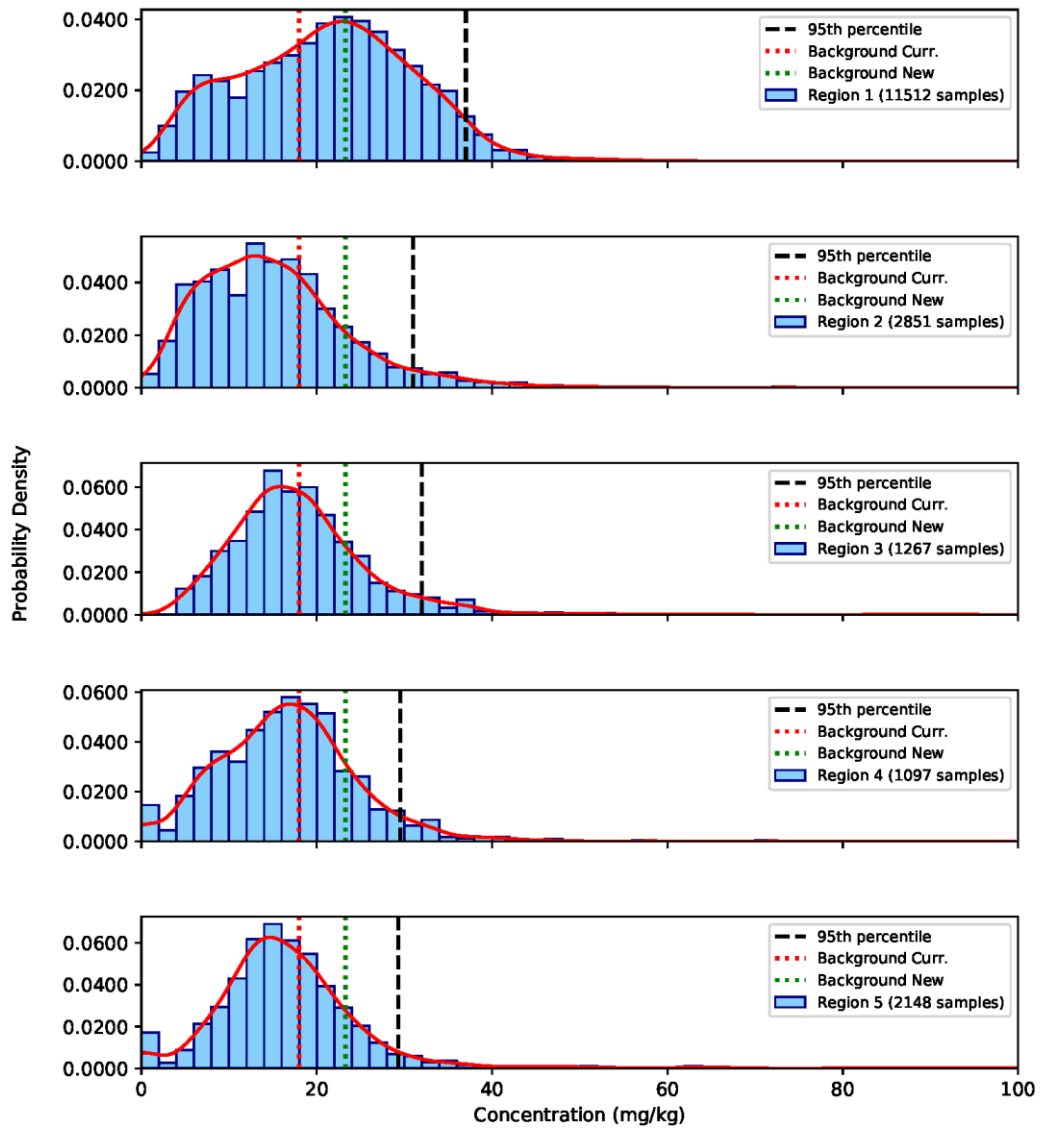 0.0400
0.0200
0.0000
95th percentile
Background Curr.
Background New
Region 1 (11512 samples)
0.0400
0.0200
0.0000
95th percentile
Background Curr.
Background New
Region 2 (2851 samples)
Probability Density
0.0600
0.0400
0.0200
0.0000
95th percentile
Background Curr.
Background New
Region 3 (1267 samples)
0.0600
0.0400
0.0200
0.0000
95th percentile
Background Curr.
Background New
Region 4 (1097 samples)
0.0600
0.0400
0.0200
0.0000
95th percentile
Background Curr.
Background New
Region 5 (2148 samples)
0 20 40 60 80 100
Concentration (mg/kg)